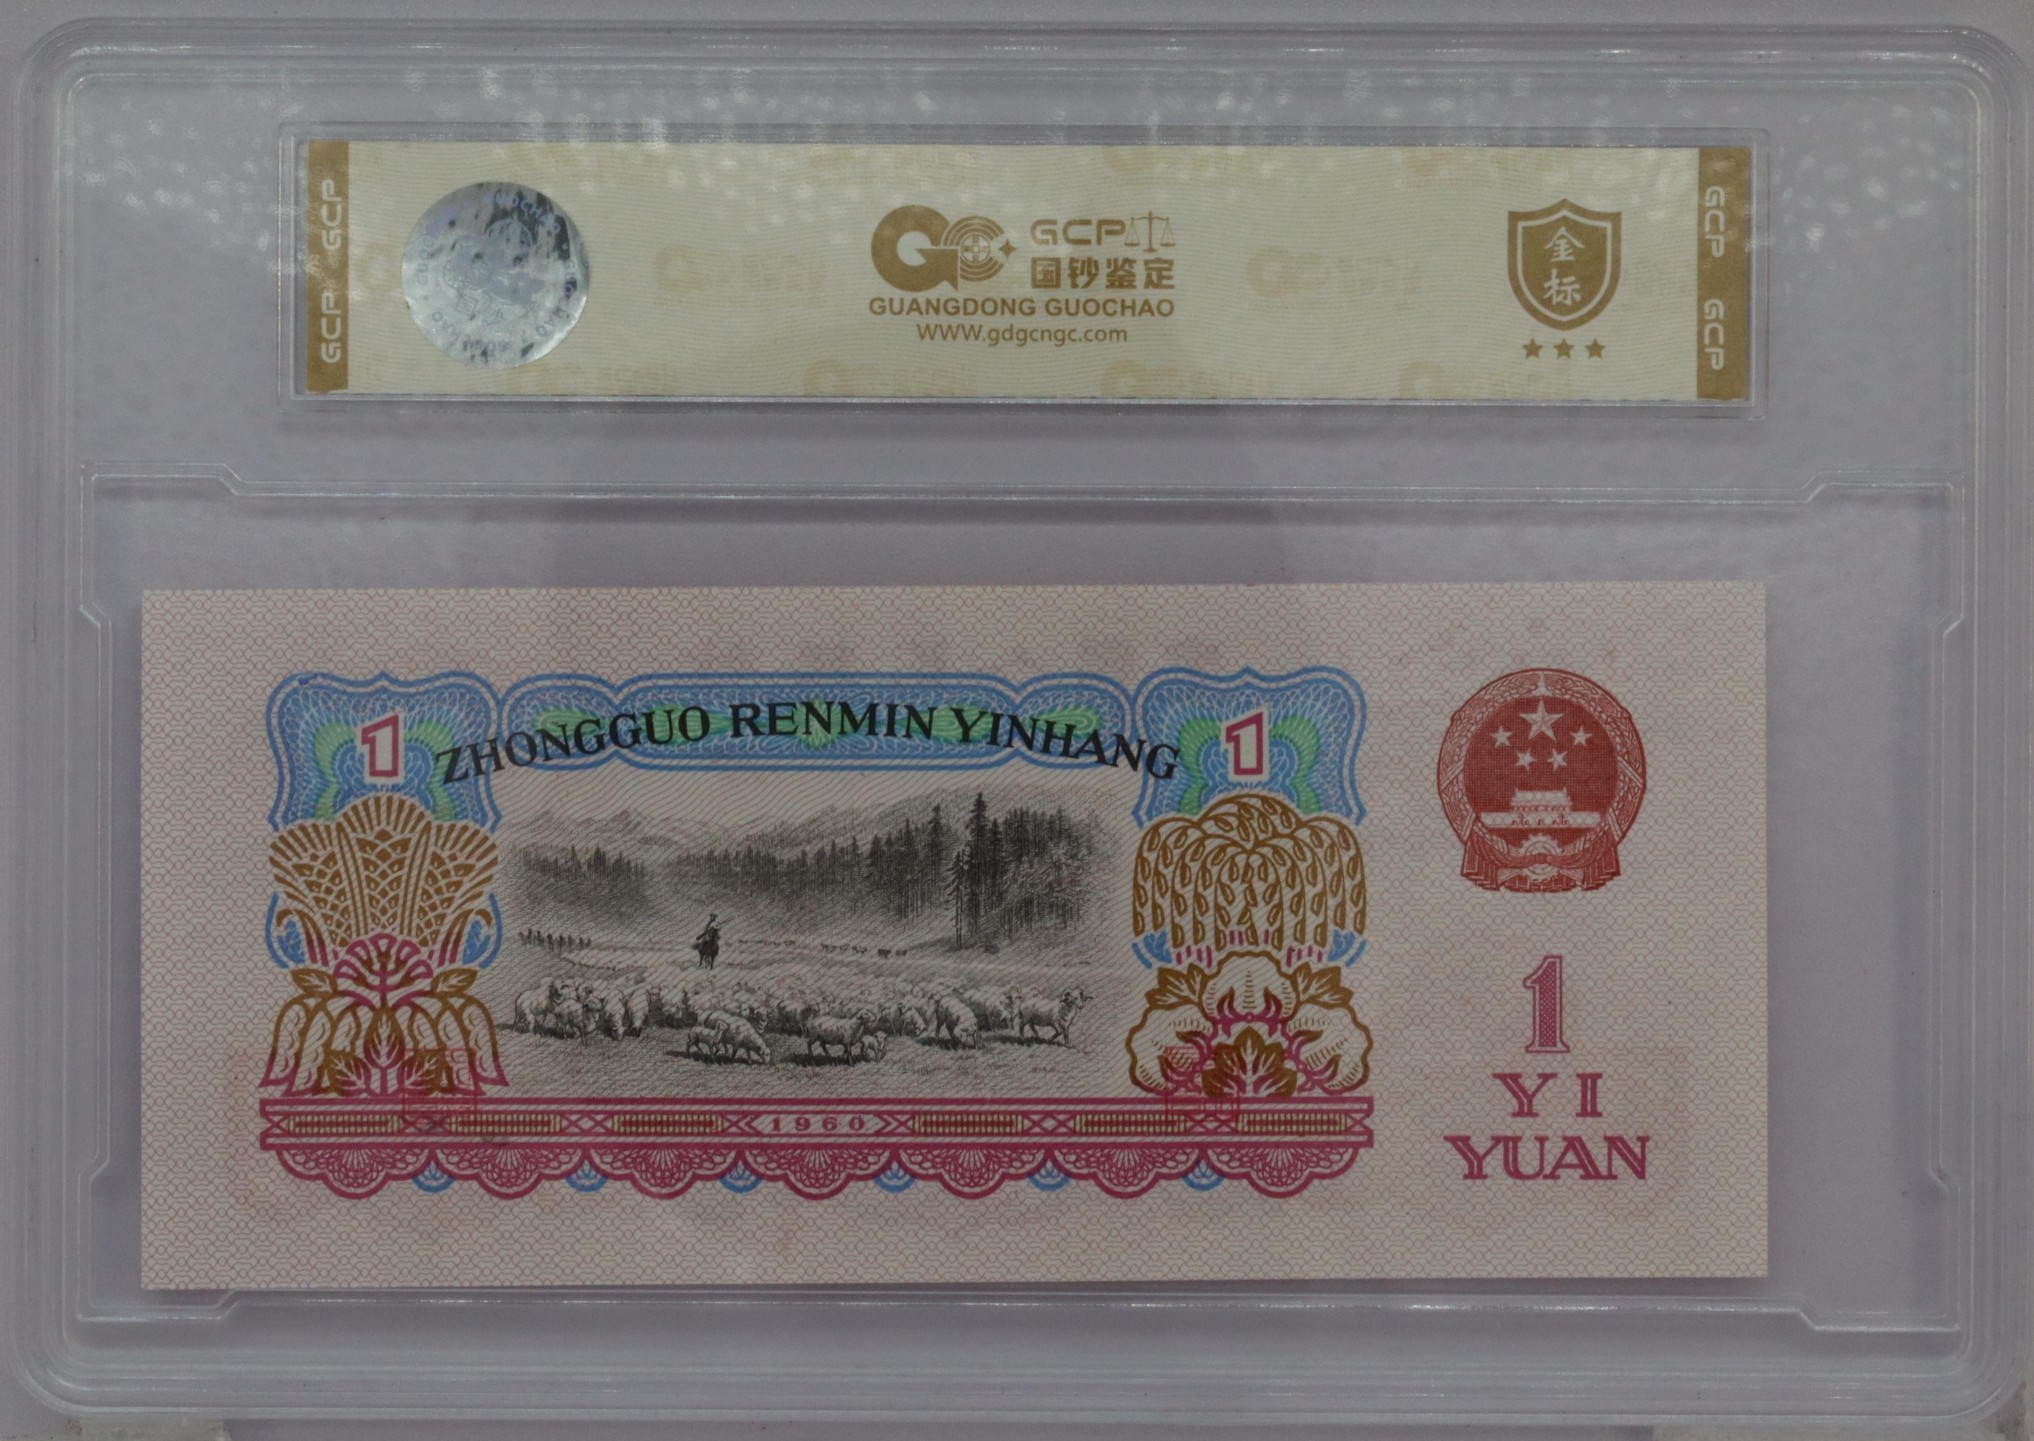 GCP GCP
GCP
国钞鉴定
GUANGDONG GUOCHAO
WWW.gdgcngc.com
金标
GCP GCP
1 ZHONGGUO RENMIN YINHANG 1
1960
1
YI
YUAN